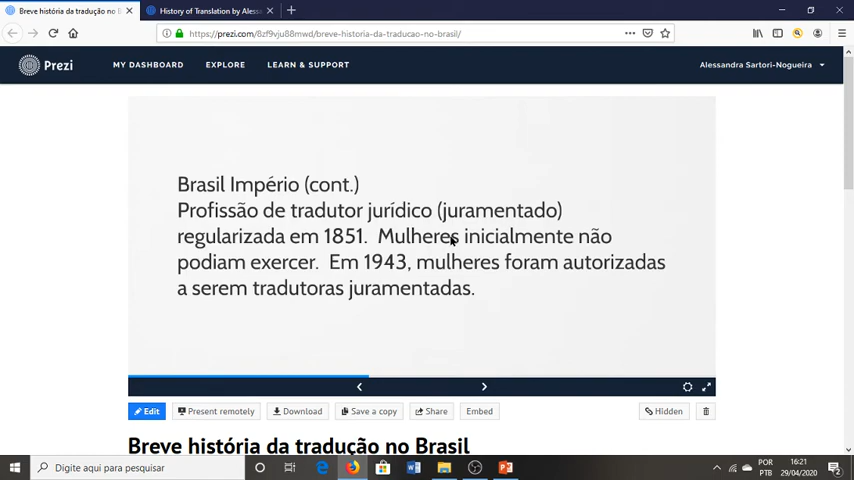 Breve história da tradução no B
History of Translation by Aless
https://prezi.com/8zf9vju88mwd/breve-historia-da-traducao-no-brasil/
Prezi
MY DASHBOARD
EXPLORE
LEARN & SUPPORT
Alessandra Sartori-Nogueira
Brasil Império (cont.)
Profissão de tradutor jurídico (juramentado)
regularizada em 1851. Mulheres inicialmente não
podiam exercer. Em 1943, mulheres foram autorizadas
a serem tradutoras juramentadas.
Edit
Present remotely
Download
Save a copy
Share
Embed
Hidden
Breve história da tradução no Brasil
Digite aqui para pesquisar
POR
PTB
16:21
29/04/2020
2